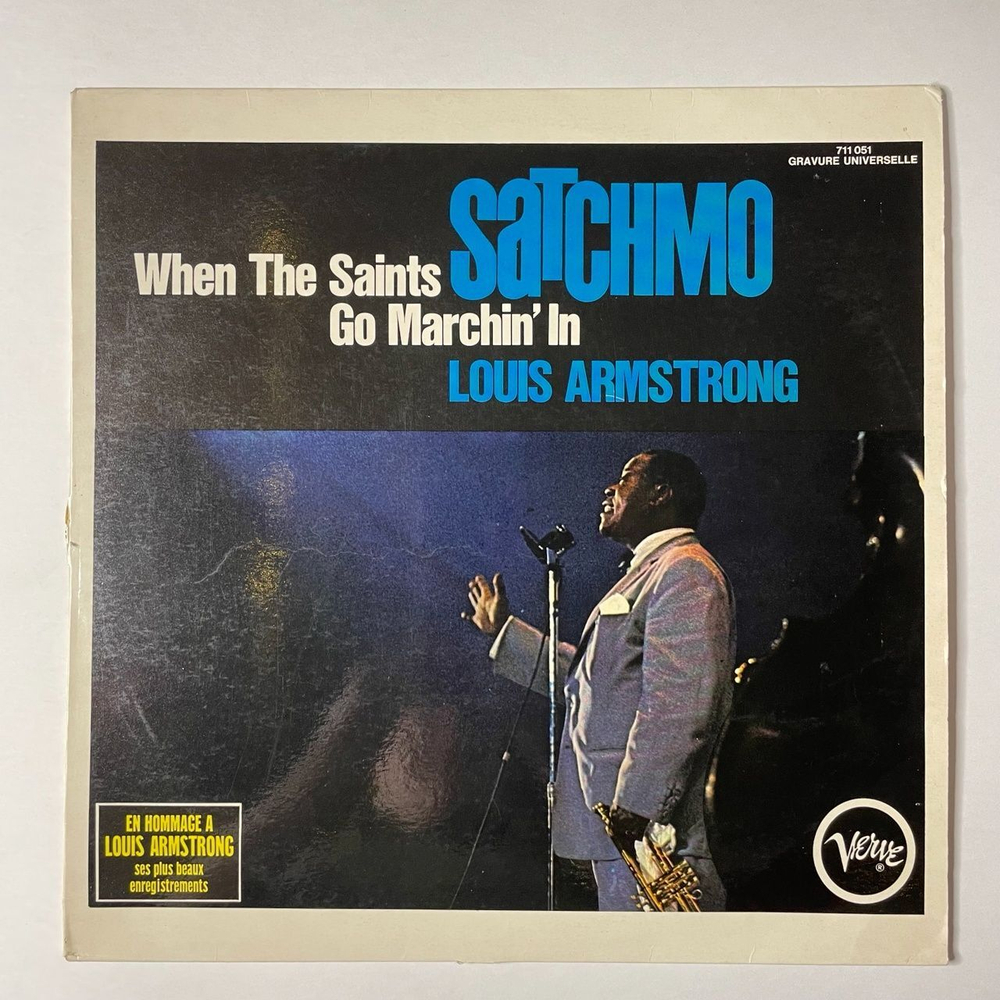 711 051
GRAVURE UNIVERSELLE
SaTCHMO
When The Saints
Go Marchin' In
LOUIS ARMSTRONG
EN HOMMAGE A
LOUIS ARMSTRONG
ses plus beaux
enregistrements
Verve
®